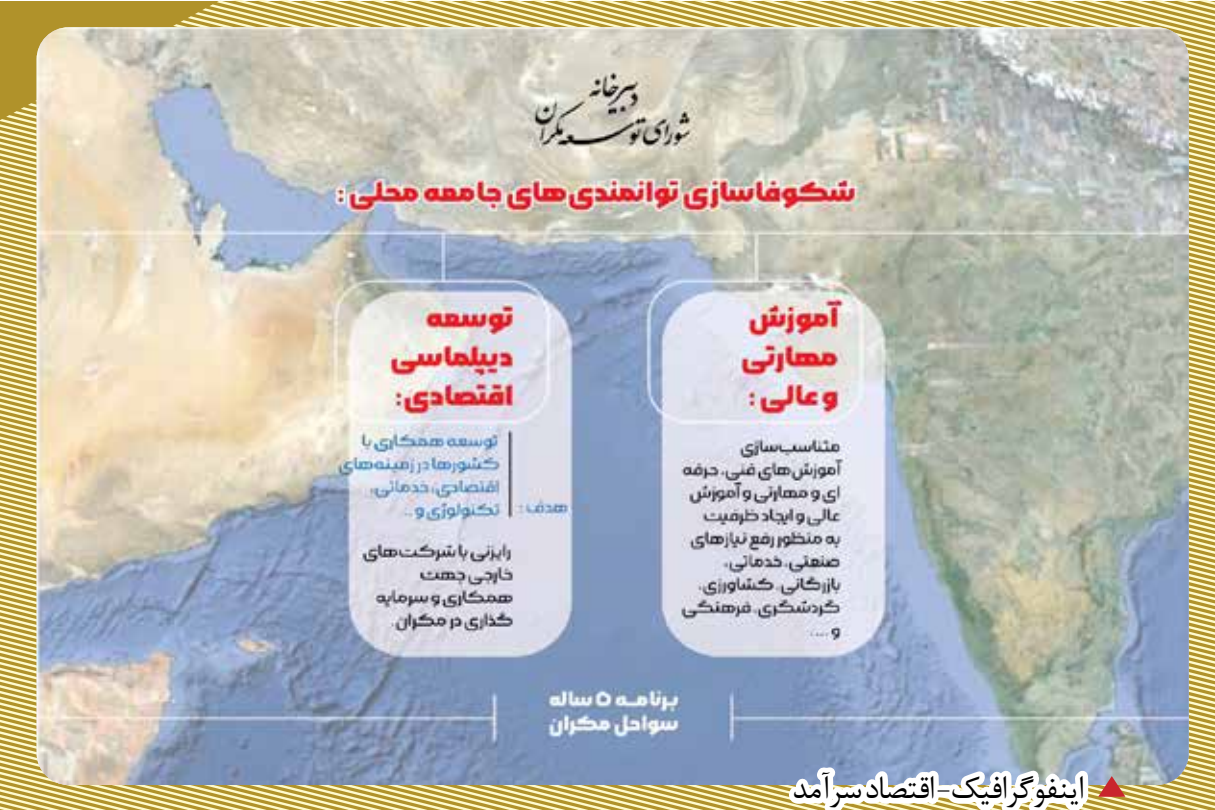 دبیرخانه
شورای توسعه مکران
شکوفاسازی توانمندی‌های جامعه محلی :
آموزش
مهارتی
و عالی :
متناسب‌سازی
آموزش‌های فنی، حرفه
ای و مهارتی و آموزش
عالی و ایجاد ظرفیت
به منظور رفع نیازهای
صنعتی، خدماتی،
بازرگانی، کشاورزی،
گردشگری، فرهنگی
و ....
توسعه
دیپلماسی
اقتصادی:
هدف :
توسعه همکاری با
کشورها در زمینه‌های
اقتصادی، خدماتی،
تکنولوژی و ..
رایزنی با شرکت‌های
خارجی جهت
همکاری و سرمایه
گذاری در مکران
برنامه ۵ ساله
سواحل مکران
اینفوگرافیک-اقتصادسرآمد